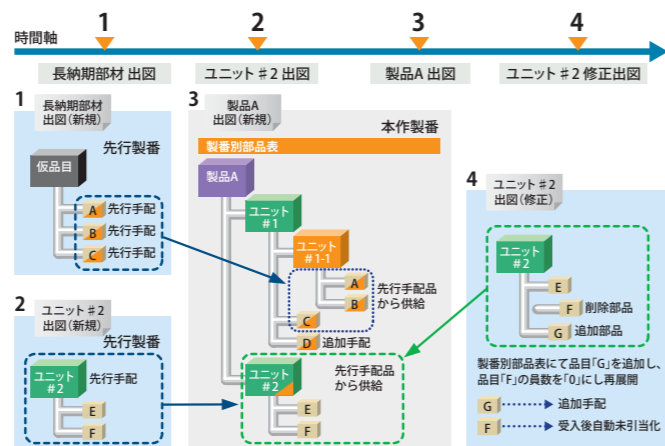 時間軸
1
2
3
4
長納期部材 出図
ユニット#2 出図
製品A 出図
ユニット#2 修正出図
1
長納期部材
出図(新規)
先行製番
仮品目
A 先行手配
B 先行手配
C 先行手配
2
ユニット#2
出図(新規)
先行製番
ユニット
#2
先行手配
E
F
3
製品A
出図(新規)
本作製番
製番別部品表
製品A
ユニット
#1
ユニット
#1-1
A
B
先行手配品
から供給
C
D 追加手配
ユニット
#2
先行手配品
から供給
E
F
4
ユニット#2
出図(修正)
ユニット
#2
E
F 削除部品
G 追加部品
製番別部品表にて品目「G」を追加し、
品目「F」の員数を「0」にし再展開
G 追加手配
F 受入後自動未引当化